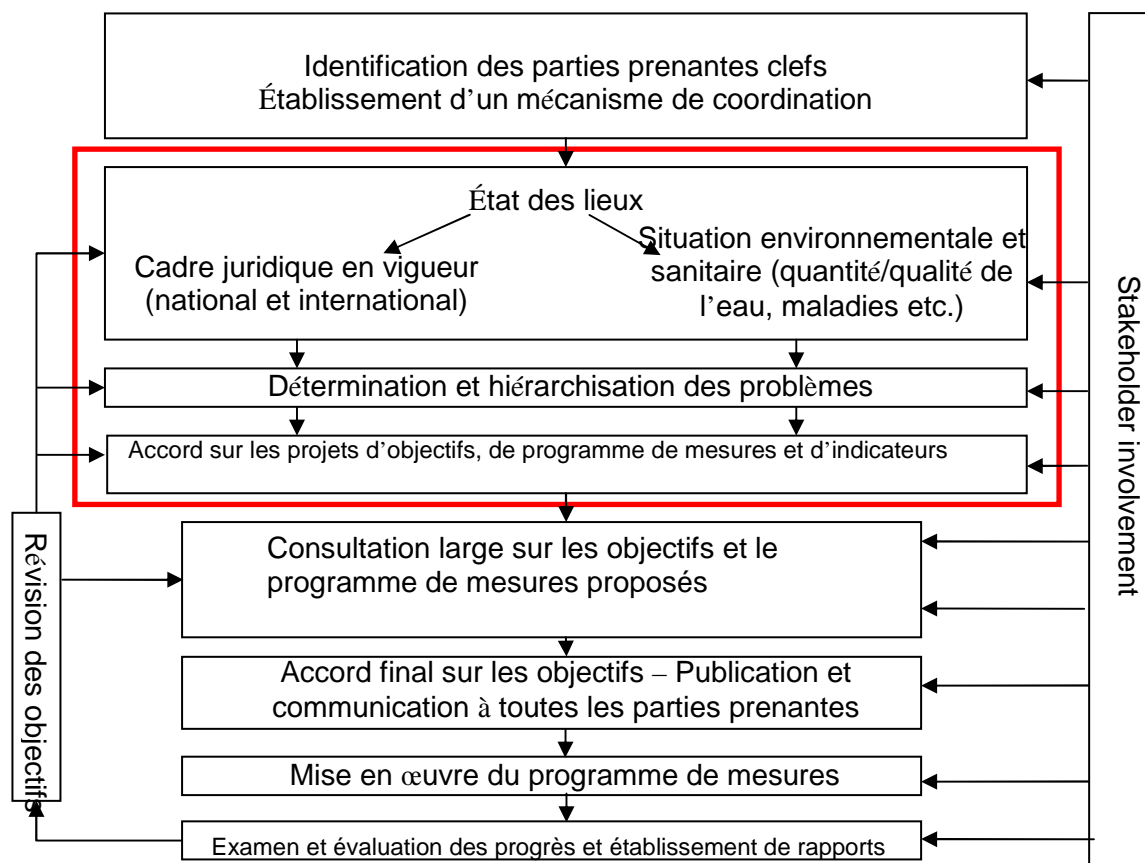 Identification des parties prenantes clefs
Établissement d'un mécanisme de coordination
État des lieux
Cadre juridique en vigueur
(national et international)
Situation environnementale et
sanitaire (quantité/qualité de
l'eau, maladies etc.)
Détermination et hiérarchisation des problèmes
Accord sur les projets d'objectifs, de programme de mesures et d'indicateurs
Consultation large sur les objectifs et le
programme de mesures proposés
Accord final sur les objectifs – Publication et
communication à toutes les parties prenantes
Mise en œuvre du programme de mesures
Examen et évaluation des progrès et établissement de rapports
Révision des objectifs
Stakeholder involvement